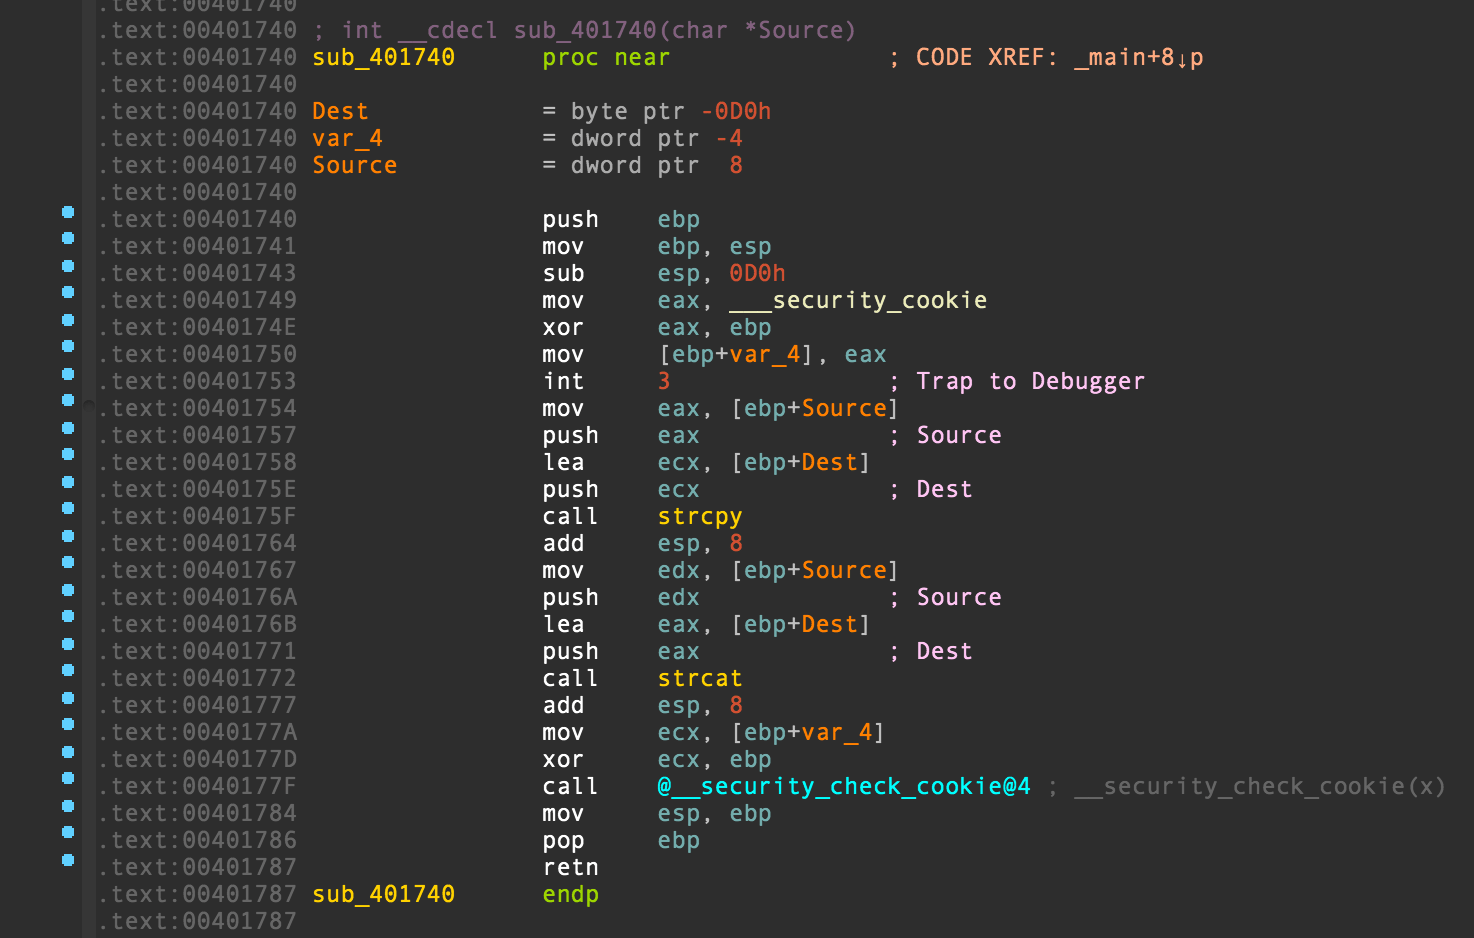 .text:00401740
.text:00401740 ; int __cdecl sub_401740(char *Source)
.text:00401740 sub_401740 proc near ; CODE XREF: _main+8↓p
.text:00401740
.text:00401740 Dest = byte ptr -0D0h
.text:00401740 var_4 = dword ptr -4
.text:00401740 Source = dword ptr 8
.text:00401740
.text:00401740 push ebp
.text:00401741 mov ebp, esp
.text:00401743 sub esp, 0D0h
.text:00401749 mov eax, ___security_cookie
.text:0040174E xor eax, ebp
.text:00401750 mov [ebp+var_4], eax
.text:00401753 int 3 ; Trap to Debugger
.text:00401754 mov eax, [ebp+Source]
.text:00401757 push eax ; Source
.text:00401758 lea ecx, [ebp+Dest]
.text:0040175E push ecx ; Dest
.text:0040175F call strcpy
.text:00401764 add esp, 8
.text:00401767 mov edx, [ebp+Source]
.text:0040176A push edx ; Source
.text:0040176B lea eax, [ebp+Dest]
.text:00401771 push eax ; Dest
.text:00401772 call strcat
.text:00401777 add esp, 8
.text:0040177A mov ecx, [ebp+var_4]
.text:0040177D xor ecx, ebp
.text:0040177F call @__security_check_cookie@4 ; __security_check_cookie(x)
.text:00401784 mov esp, ebp
.text:00401786 pop ebp
.text:00401787 retn
.text:00401787 sub_401740 endp
.text:00401787